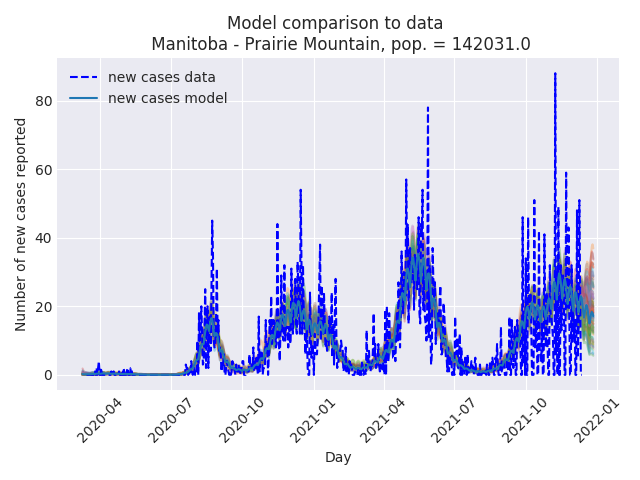 Model comparison to data
Manitoba - Prairie Mountain, pop. = 142031.0
new cases data
new cases model
Number of new cases reported
80
60
40
20
0
2020-04
2020-07
2020-10
2021-01
2021-04
2021-07
2021-10
2022-01
Day